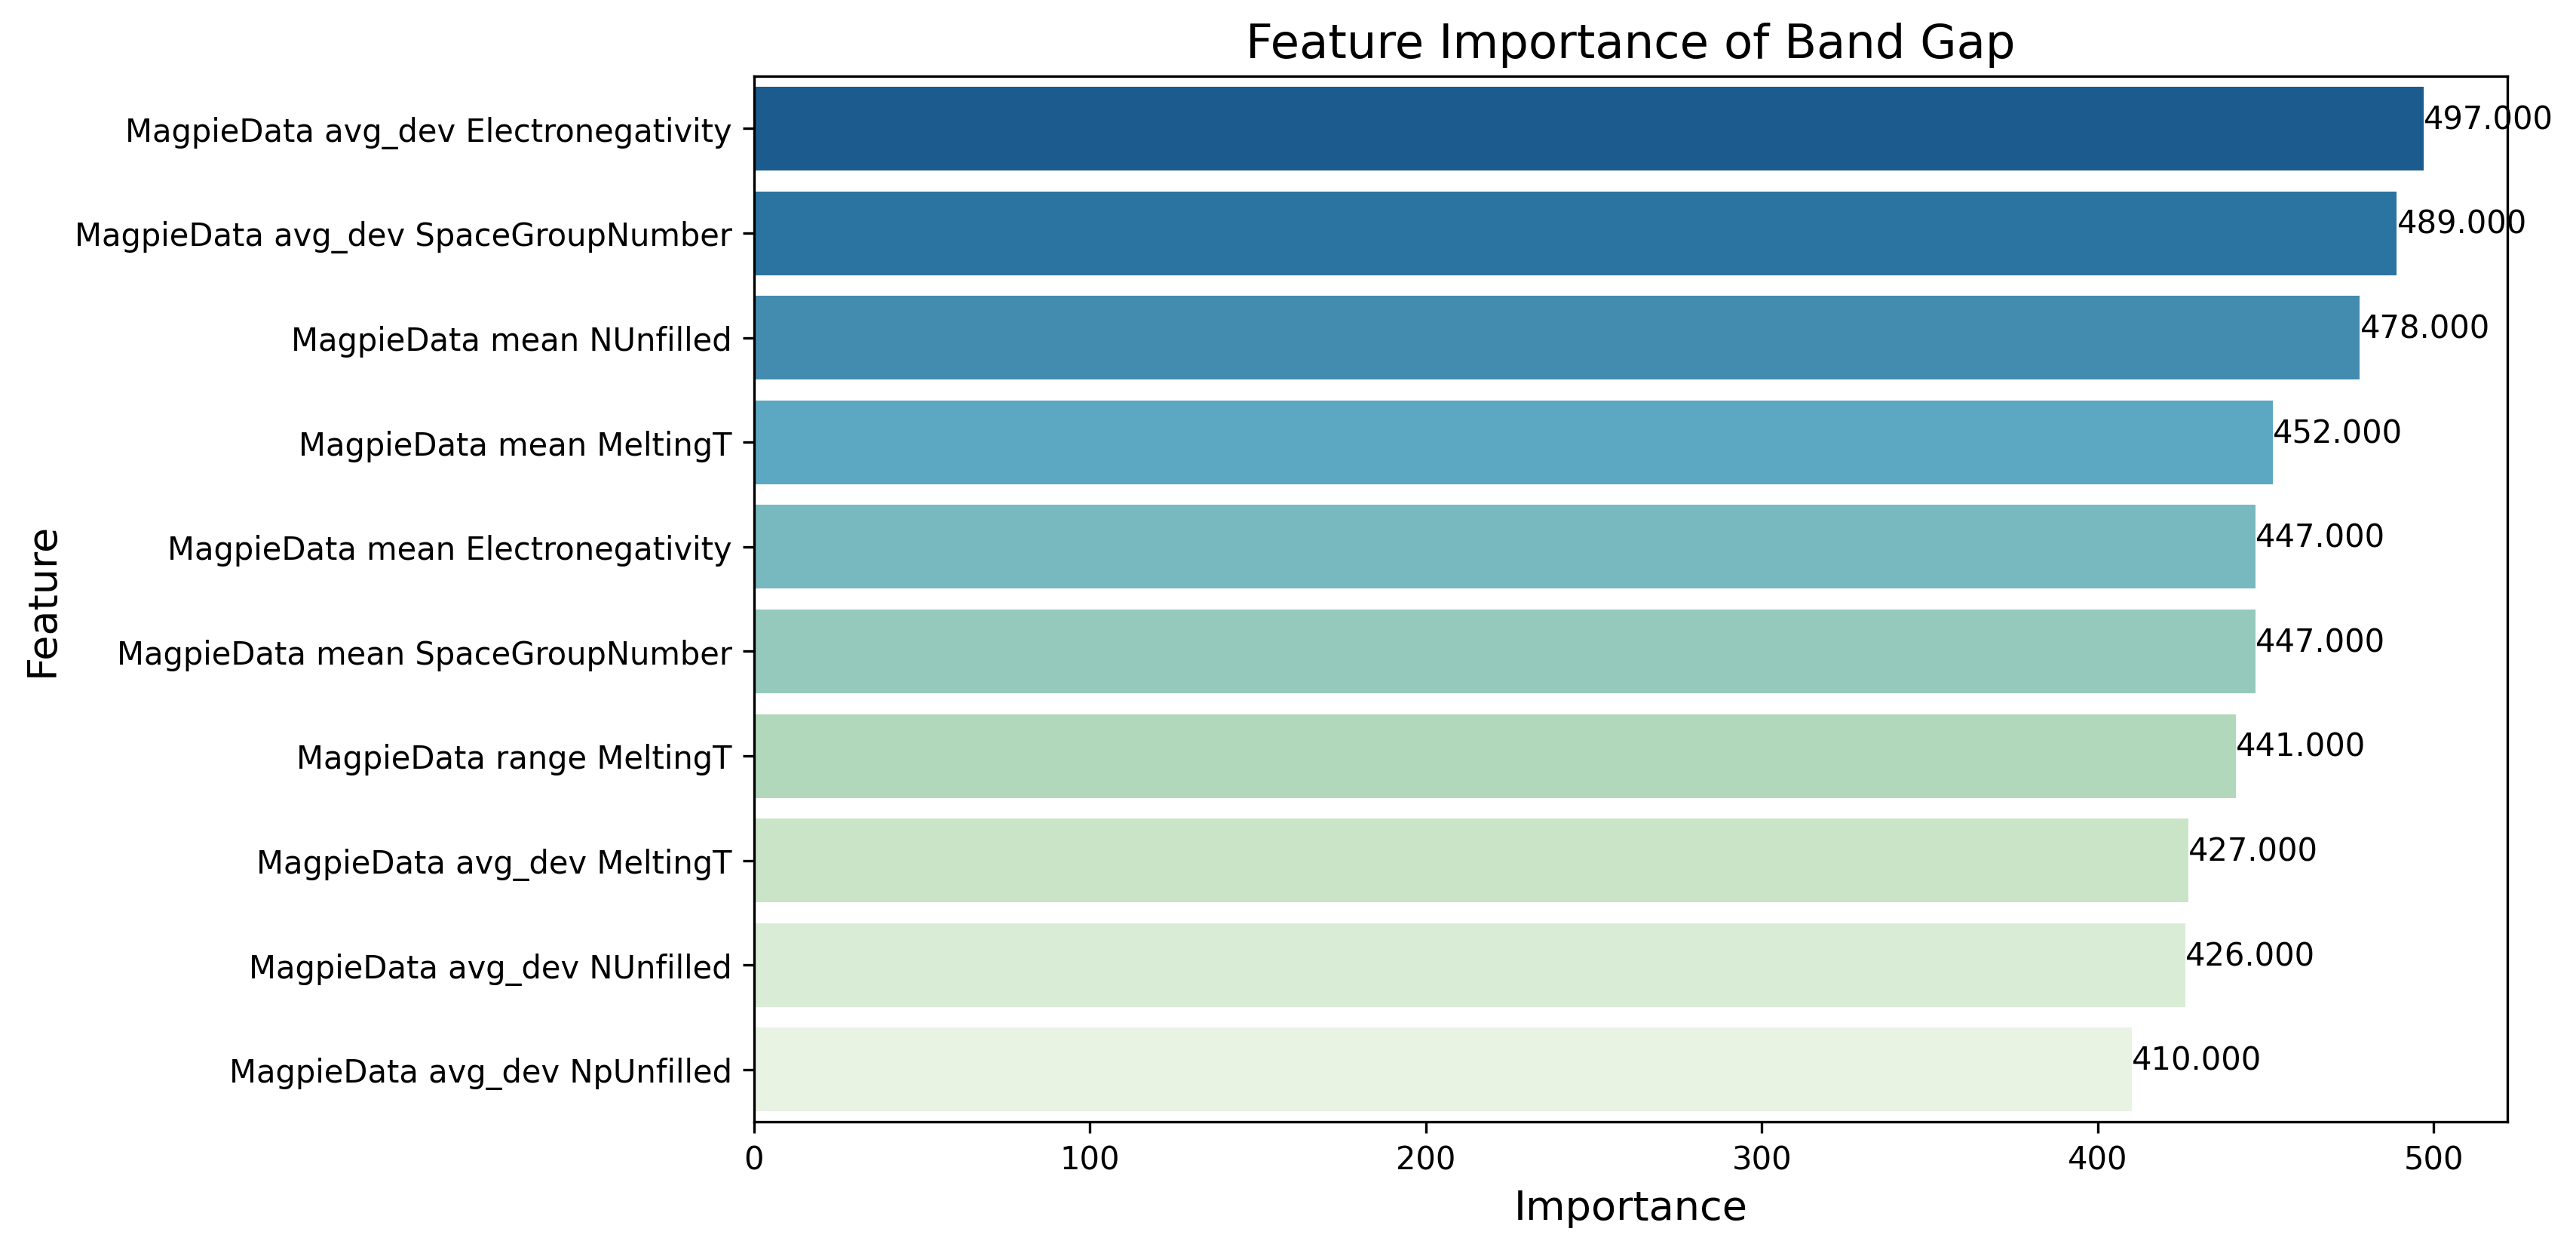 Feature Importance of Band Gap
MagpieData avg_dev Electronegativity
497.000
MagpieData avg_dev SpaceGroupNumber
489.000
MagpieData mean NUnfilled
478.000
MagpieData mean MeltingT
452.000
MagpieData mean Electronegativity
447.000
MagpieData mean SpaceGroupNumber
447.000
MagpieData range MeltingT
441.000
MagpieData avg_dev MeltingT
427.000
MagpieData avg_dev NUnfilled
426.000
MagpieData avg_dev NpUnfilled
410.000
Feature
0 100 200 300 400 500
Importance